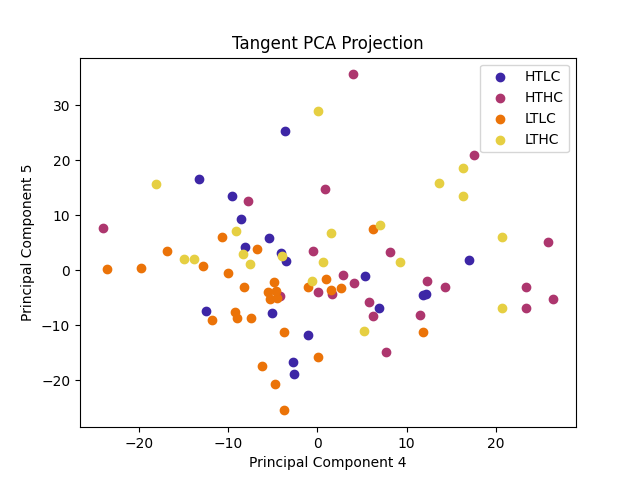 Tangent PCA Projection
HTLC
HTHC
LTLC
LTHC
Principal Component 5
30
20
10
0
−10
−20
−20
−10
0
10
20
Principal Component 4